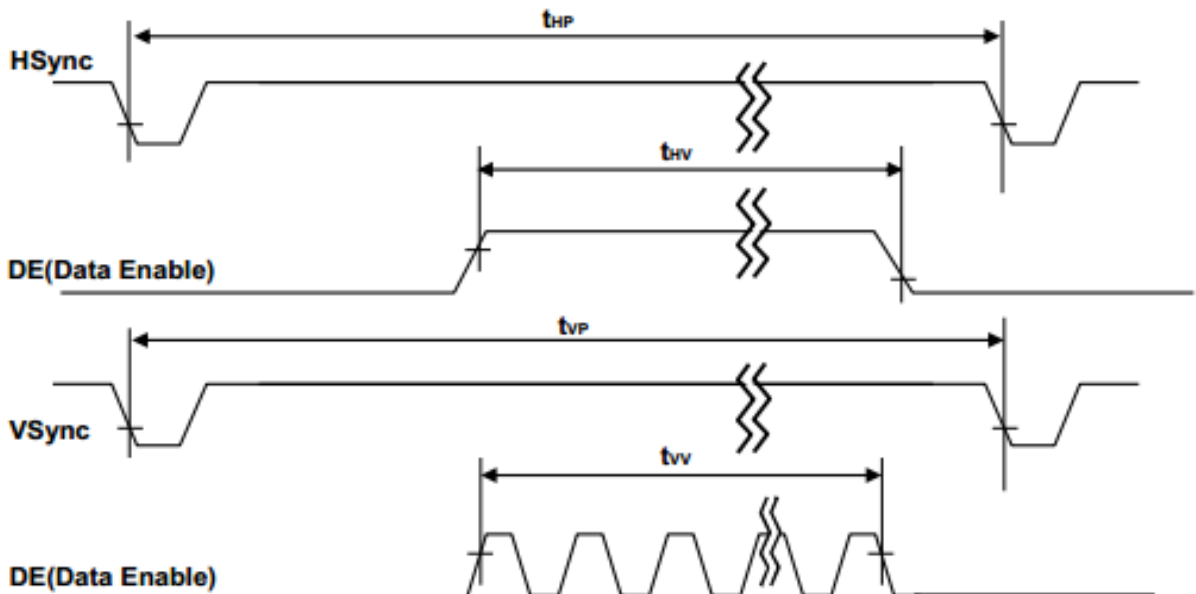 tHP
HSync
tHV
DE(Data Enable)
tVP
VSync
tVV
DE(Data Enable)